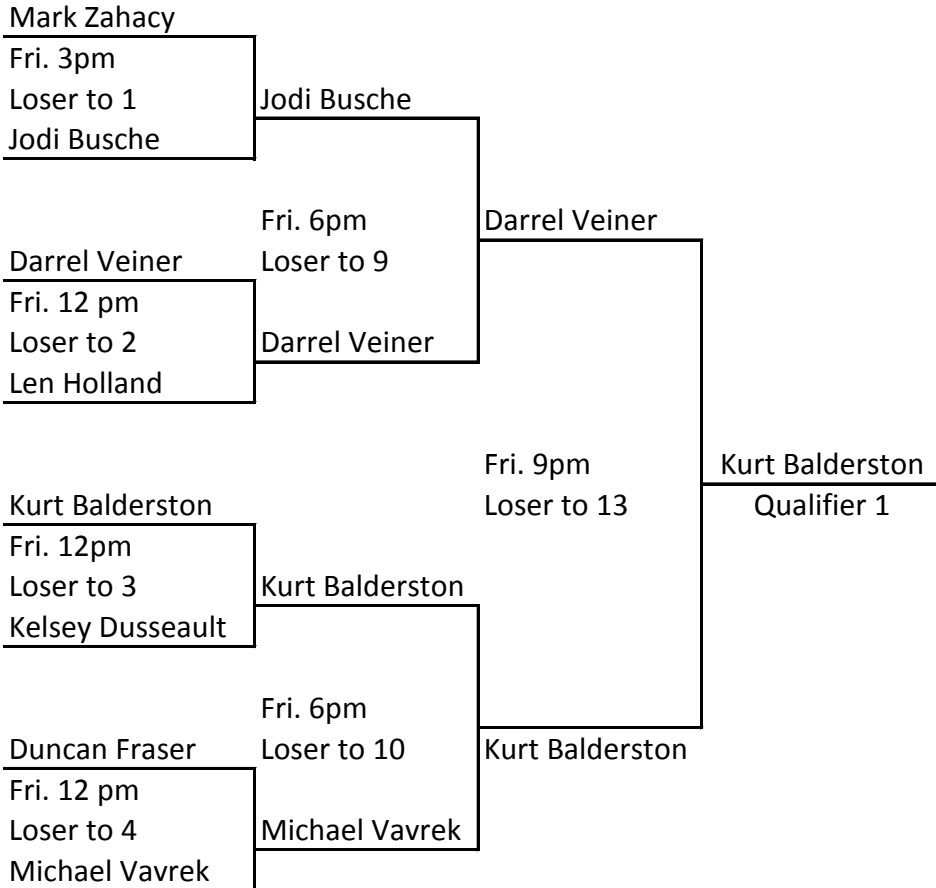 Mark Zahacy
Fri. 3pm
Loser to 1
Jodi Busche
Jodi Busche
Fri. 6pm
Loser to 9
Darrel Veiner
Darrel Veiner
Fri. 12 pm
Loser to 2
Len Holland
Darrel Veiner
Fri. 9pm
Loser to 13
Kurt Balderston
Qualifier 1
Kurt Balderston
Fri. 12pm
Loser to 3
Kelsey Dusseault
Kurt Balderston
Fri. 6pm
Loser to 10
Kurt Balderston
Duncan Fraser
Fri. 12 pm
Loser to 4
Michael Vavrek
Michael Vavrek